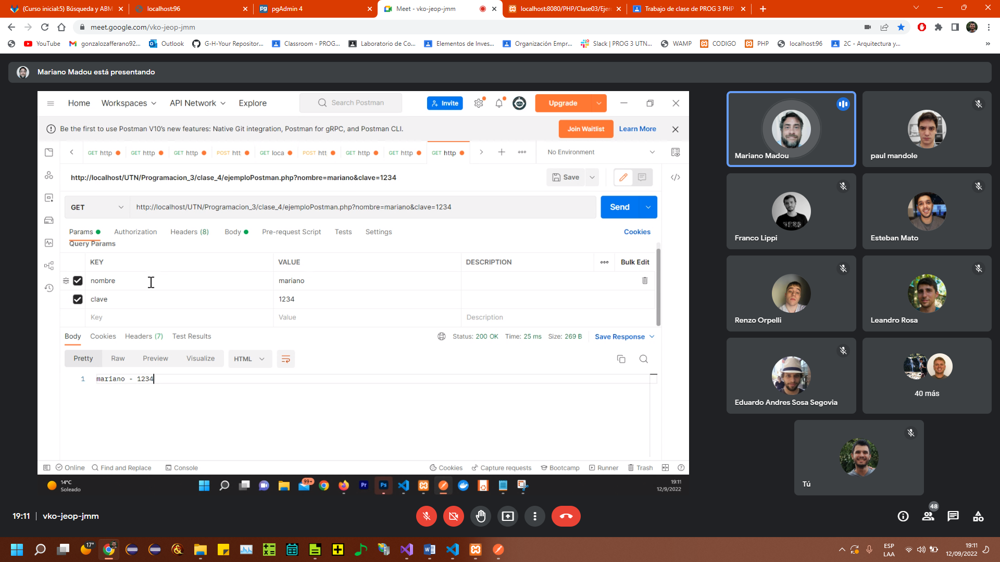 (Curso inicial:5) Búsqueda y ABM
localhost:96
pgAdmin 4
Meet - vko-jeop-jmm
localhost:8080/PHP/Clase03/Ejer
Trabajo de clase de PROG 3 PHP
meet.google.com/vko-jeop-jmm
YouTube
gonzalozafferano92...
Outlook
G-H-Your Repositor...
Classroom - PROG...
Laboratorio de Co...
Elementos de Inves...
Organización Empr...
Slack | PROG 3 UTN...
WAMP
CODIGO
PHP
localhost:96
2C - Arquitectura y...
»
Mariano Madou está presentando
Home
Workspaces
API Network
Explore
Search Postman
Invite
Upgrade
Be the first to use Postman V10's new features: Native Git integration, Postman for gRPC, and Postman CLI.
Join Waitlist
Learn More
GET http
GET http
GET http
POST htt
GET loca
POST htt
GET http
GET http
GET http
No Environment
http://localhost/UTN/Programacion_3/clase_4/ejemploPostman.php?nombre=mariano&clave=1234
Save
GET
http://localhost/UTN/Programacion_3/clase_4/ejemploPostman.php?nombre=mariano&clave=1234
Send
Params
Authorization
Headers (8)
Body
Pre-request Script
Tests
Settings
Cookies
Query Params
KEY
VALUE
DESCRIPTION
Bulk Edit
nombre
mariano
clave
1234
Key
Value
Description
Body
Cookies
Headers (7)
Test Results
Status: 200 OK
Time: 25 ms
Size: 269 B
Save Response
Pretty
Raw
Preview
Visualize
HTML
1
mariano - 1234
Online
Find and Replace
Console
Cookies
Capture requests
Bootcamp
Runner
Trash
14°C
Soleado
99+
Pr
Ps
19:11
12/9/2022
Mariano Madou
paul mandole
Franco Lippi
Esteban Mato
Renzo Orpelli
Leandro Rosa
Eduardo Andres Sosa Segovia
40 más
Tú
19:11 | vko-jeop-jmm
48
17°
ESP
LAA
19:11
12/09/2022